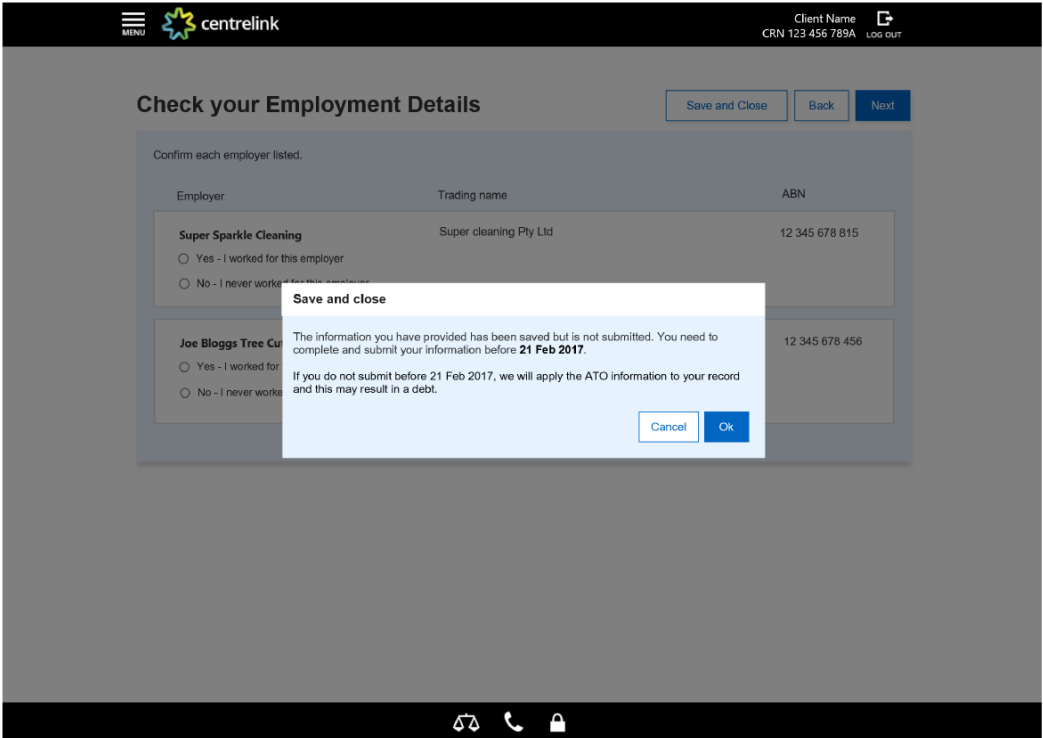 MENU
centrelink
Client Name
CRN 123 456 789A
LOG OUT
Check your Employment Details
Save and Close
Back
Next
Confirm each employer listed.
Employer
Trading name
ABN
Super Sparkle Cleaning
Super cleaning Pty Ltd
12 345 678 815
Yes - I worked for this employer
No - I never worked for this employer
Joe Bloggs Tree
12 345 678 456
Yes - I worked for
No - I never worke
Save and close
The information you have provided has been saved but is not submitted. You need to
complete and submit your information before 21 Feb 2017.
If you do not submit before 21 Feb 2017, we will apply the ATO information to your record
and this may result in a debt.
Cancel
Ok